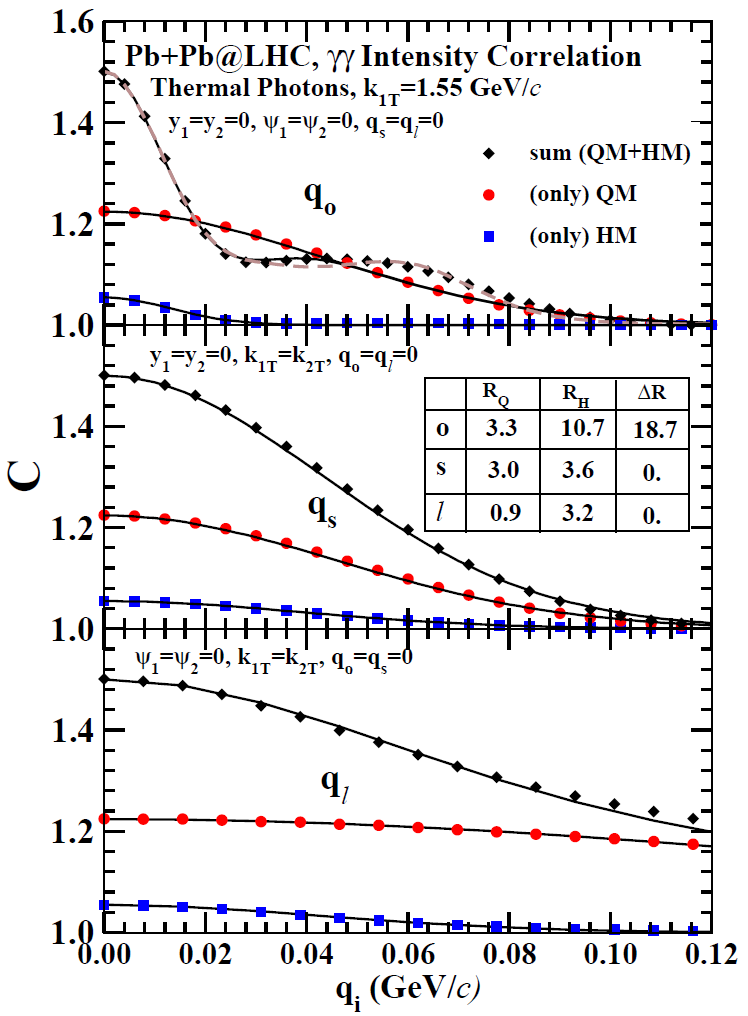 1.6
Pb+Pb@LHC, γγ Intensity Correlation
Thermal Photons, k1T=1.55 GeV/c
y1=y2=0, ψ1=ψ2=0, qs=ql=0
1.4
sum (QM+HM)
qo
(only) QM
1.2
(only) HM
1.0
y1=y2=0, k1T=k2T, qo=ql=0
RQ RH ΔR
o 3.3 10.7 18.7
s 3.0 3.6 0.
l 0.9 3.2 0.
1.4
C
qs
1.2
1.0
ψ1=ψ2=0, k1T=k2T, qo=qs=0
1.4
ql
1.2
1.0
0.00 0.02 0.04 0.06 0.08 0.10 0.12
qi (GeV/c)